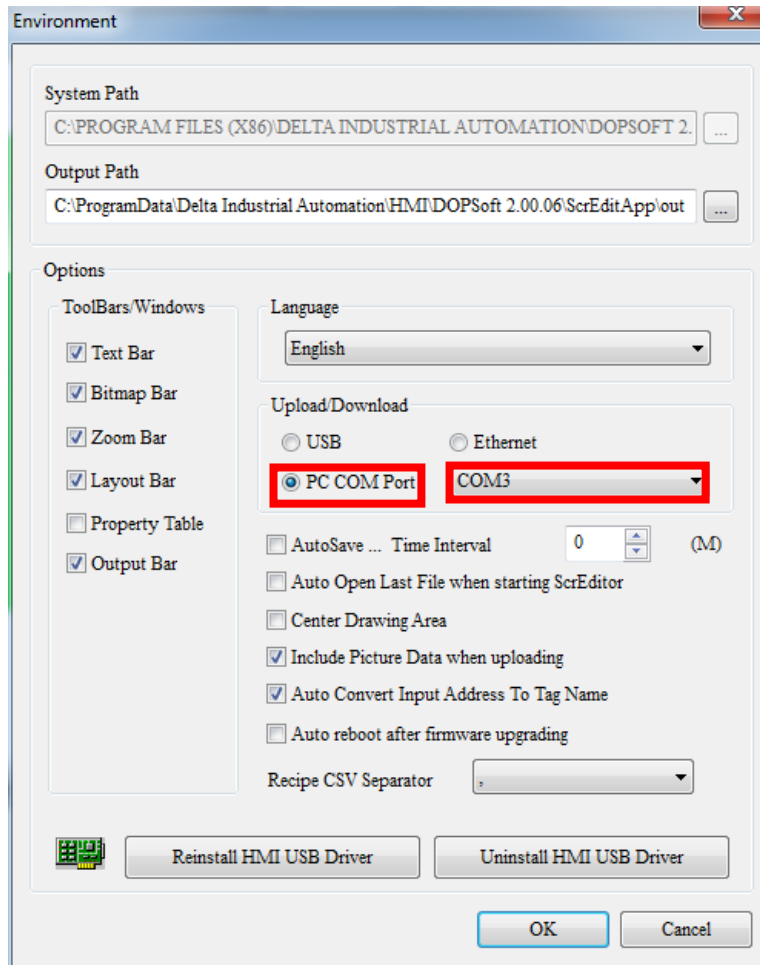 Environment
System Path
C:\PROGRAM FILES (X86)\DELTA INDUSTRIAL AUTOMATION\DOPSOFT 2.
...
Output Path
C:\ProgramData\Delta Industrial Automation\HMI\DOPSoft 2.00.06\ScrEditApp\out
...
Options
ToolBars/Windows
Text Bar
Bitmap Bar
Zoom Bar
Layout Bar
Property Table
Output Bar
Language
English
Upload/Download
USB
Ethernet
PC COM Port
COM3
AutoSave ... Time Interval 0 (M)
Auto Open Last File when starting ScrEditor
Center Drawing Area
Include Picture Data when uploading
Auto Convert Input Address To Tag Name
Auto reboot after firmware upgrading
Recipe CSV Separator ,
Reinstall HMI USB Driver
Uninstall HMI USB Driver
OK
Cancel